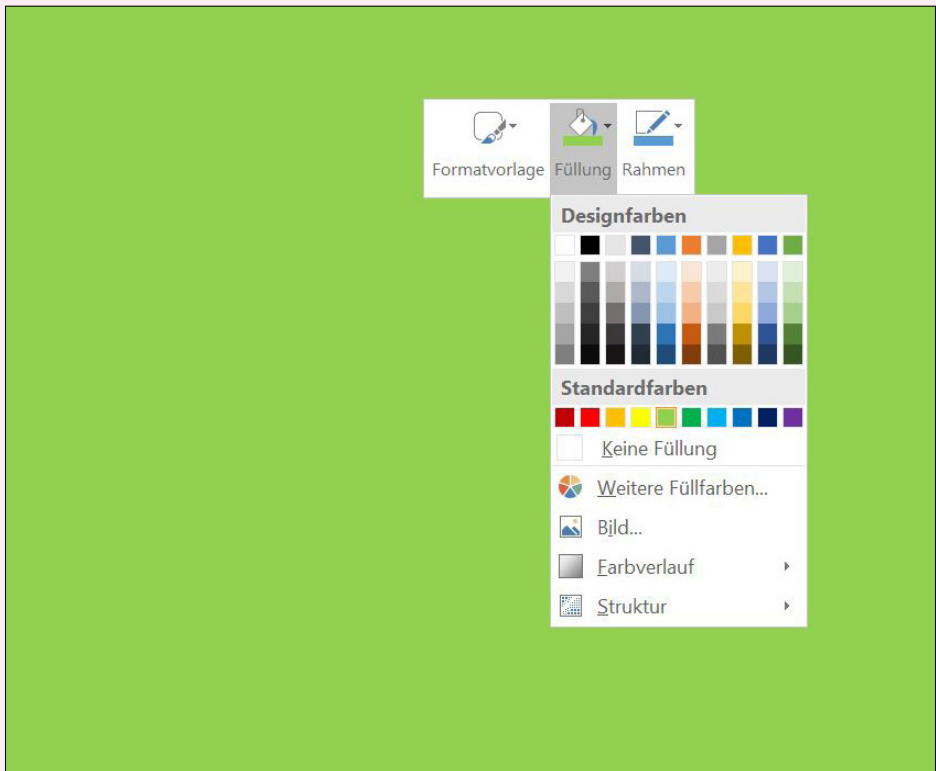 Formatvorlage Füllung Rahmen
Designfarben
Standardfarben
Keine Füllung
Weitere Füllfarben...
Bild...
Farbverlauf
Struktur